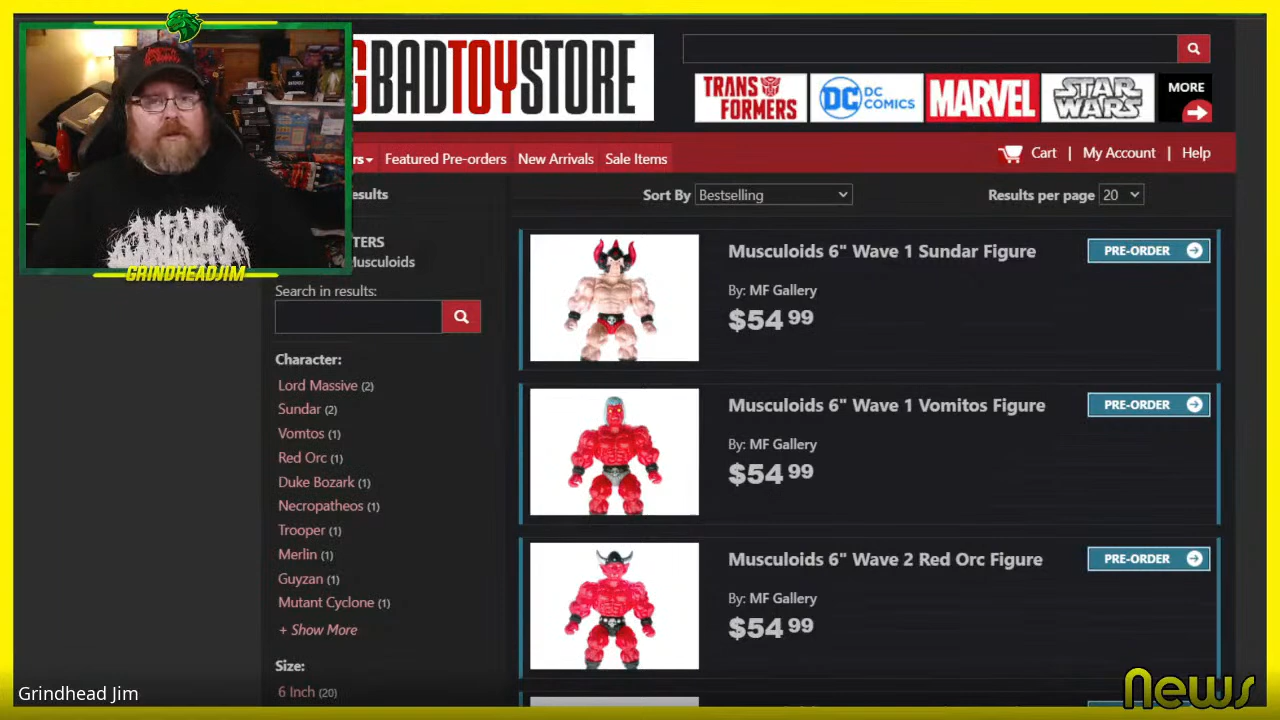 GBADTOYSTORE
TRANS
FORMERS
DC
COMICS
MARVEL
STAR
WARS
MORE
rs
Featured Pre-orders
New Arrivals
Sale Items
Cart | My Account | Help
esults
Sort By Bestselling
Results per page 20
TERS
Musculoids
GRINDHEADJIM
Search in results:
Character:
Lord Massive (2)
Sundar (2)
Vomtos (1)
Red Orc (1)
Duke Bozark (1)
Necropatheos (1)
Trooper (1)
Merlin (1)
Guyzan (1)
Mutant Cyclone (1)
+ Show More
Size:
6 Inch (20)
Musculoids 6" Wave 1 Sundar Figure
PRE-ORDER
By: MF Gallery
$54 99
Musculoids 6" Wave 1 Vomitos Figure
PRE-ORDER
By: MF Gallery
$54 99
Musculoids 6" Wave 2 Red Orc Figure
PRE-ORDER
By: MF Gallery
$54 99
Grindhead Jim
News